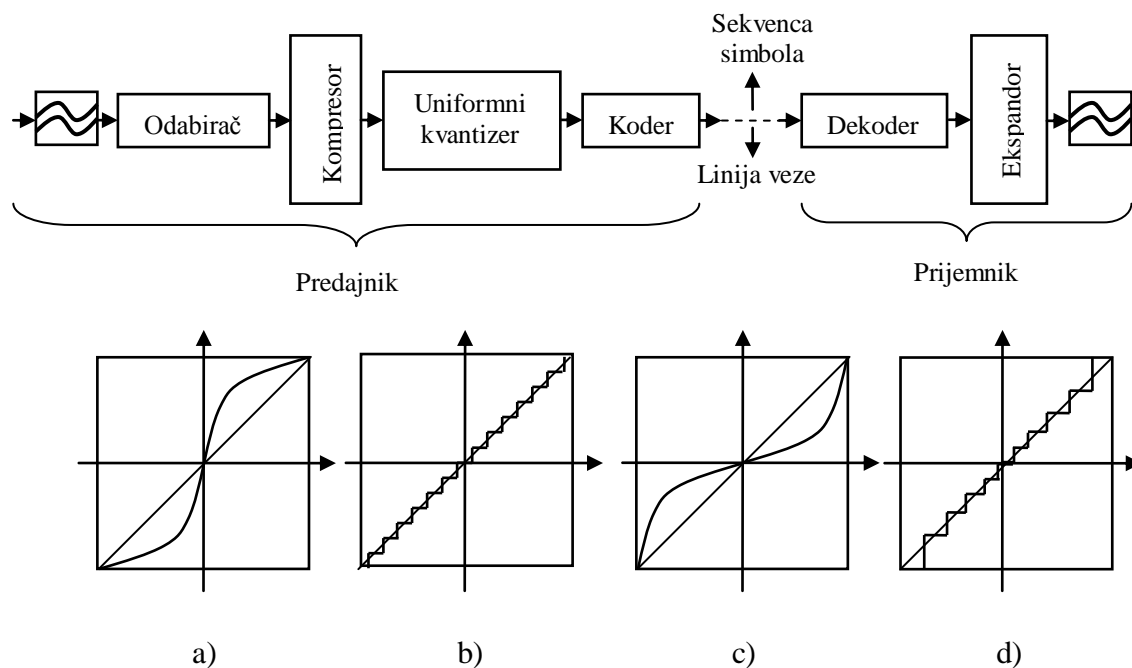 Sekvenca
simbola
Odabirač
Kompresor
Uniformni
kvantizer
Koder
Dekoder
Ekspandor
Linija veze
Predajnik
Prijemnik
a)
b)
c)
d)